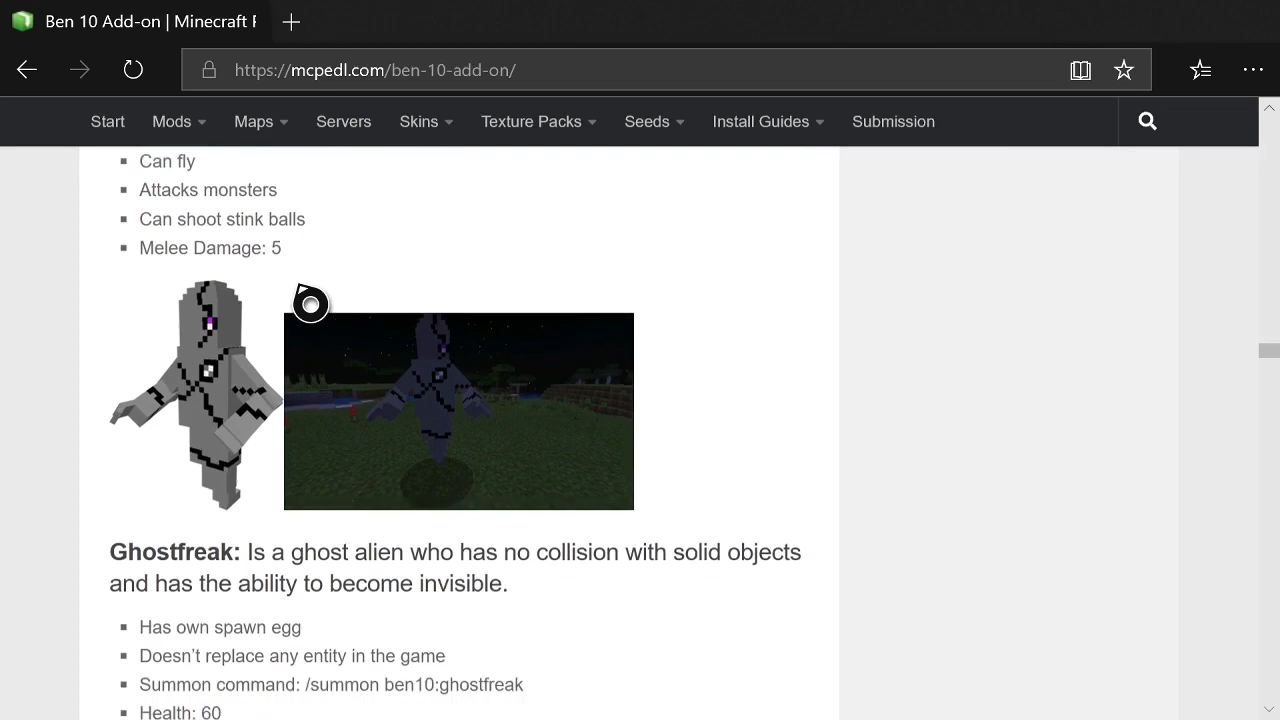 Ben 10 Add-on | Minecraft
https://mcpedl.com/ben-10-add-on/
Start Mods Maps Servers Skins Texture Packs Seeds Install Guides Submission
Can fly
Attacks monsters
Can shoot stink balls
Melee Damage: 5
Ghostfreak: Is a ghost alien who has no collision with solid objects
and has the ability to become invisible.
Has own spawn egg
Doesn’t replace any entity in the game
Summon command: /summon ben10:ghostfreak
Health: 60